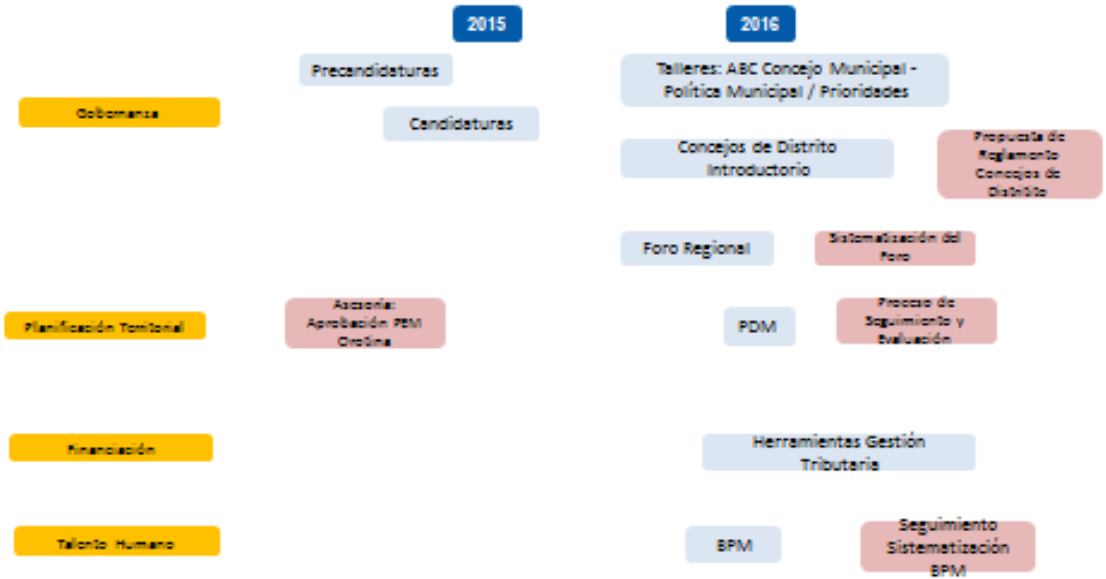 2015
2016
Precandidaturas
Talleres: ABC Concejo Municipal -
Política Municipal / Prioridades
Gobernanza
Candidaturas
Concejos de Distrito
Introductorio
Propuesta de
Reglamento
Concejos de
Distritito
Foro Regional
Sistematización del
Foro
Planificación Territorial
Asesoría:
Aprobación PEM
Orotina
PDM
Proceso de
Seguimiento y
Evaluación
Financiación
Herramientas Gestión
Tributaria
Talento Humano
BPM
Seguimiento
Sistematización
BPM